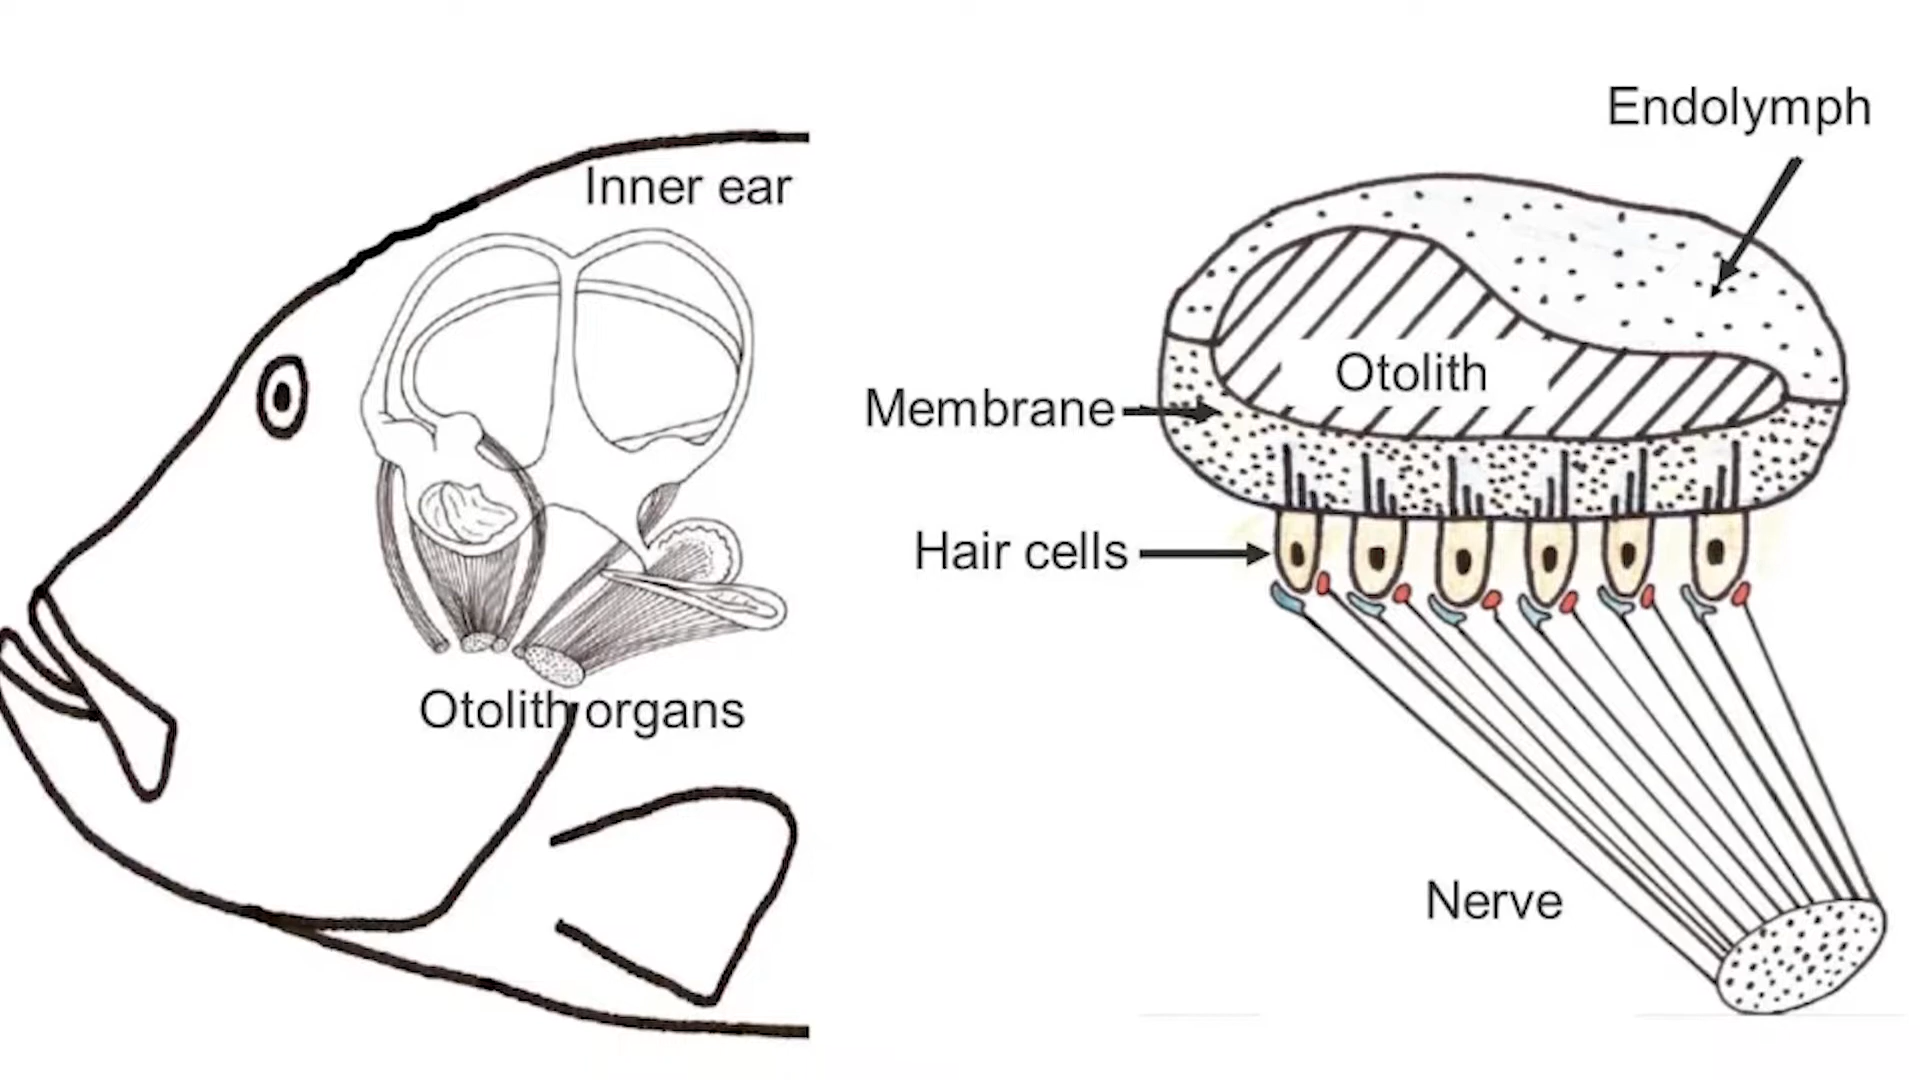 Inner ear
Otolith organs
Endolymph
Otolith
Membrane
Hair cells
Nerve